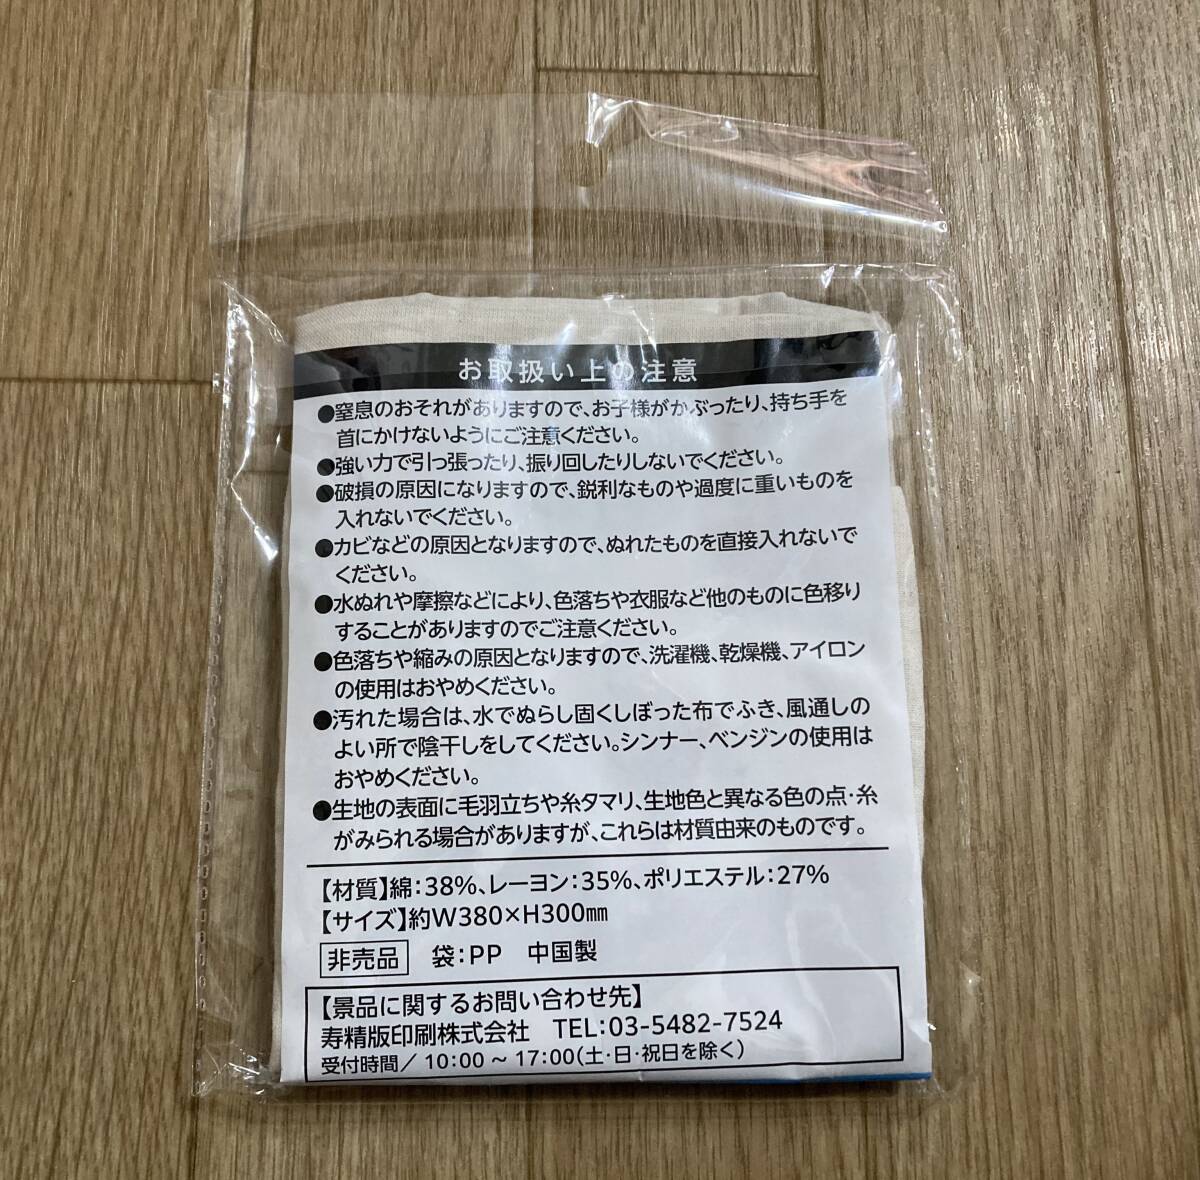 お取扱い上の注意
●窒息のおそれがありますので、お子様がかぶったり、持ち手を
首にかけないようにご注意ください。
●強い力で引っ張ったり、振り回したりしないでください。
●破損の原因になりますので、鋭利なものや過度に重いものを
入れないでください。
●カビなどの原因となりますので、ぬれたものを直接入れないで
ください。
●水ぬれや摩擦などにより、色落ちや衣服など他のものに色移り
することがありますのでご注意ください。
●色落ちや縮みの原因となりますので、洗濯機、乾燥機、アイロン
の使用はおやめください。
●汚れた場合は、水でぬらし固くしぼった布でふき、風通しの
よい所で陰干しをしてください。シンナー、ベンジンの使用は
おやめください。
●生地の表面に毛羽立ちや糸タマリ、生地色と異なる色の点・糸
がみられる場合がありますが、これらは材質由来のものです。
【材質】綿：38%、レーヨン：35%、ポリエステル：27%
【サイズ】約W380×H300㎜
非売品 袋：PP 中国製
【景品に関するお問い合わせ先】
寿精版印刷株式会社 TEL：03-5482-7524
受付時間／10：00～17：00（土・日・祝日を除く）